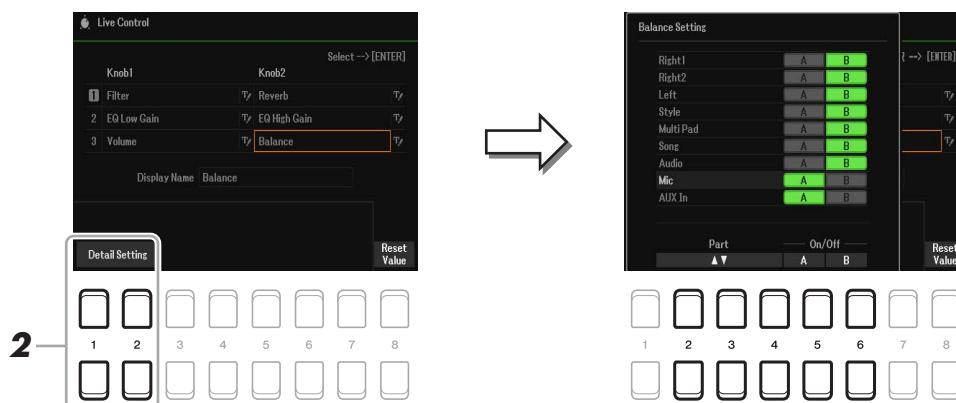 Live Control
Select --> [ENTER]
Knob1 Knob2
1 Filter Reverb
2 EQ Low Gain EQ High Gain
3 Volume Balance
Display Name Balance
Detail Setting
Reset
Value
2
1 2 3 4 5 6 7 8
Balance Setting
--> [ENTER]
Right1 A B
Right2 A B
Left A B
Style A B
Multi Pad A B
Song A B
Audio A B
Mic A B
AUX In A B
Part On/Off
▲▼ A B
Reset
Value
1 2 3 4 5 6 7 8